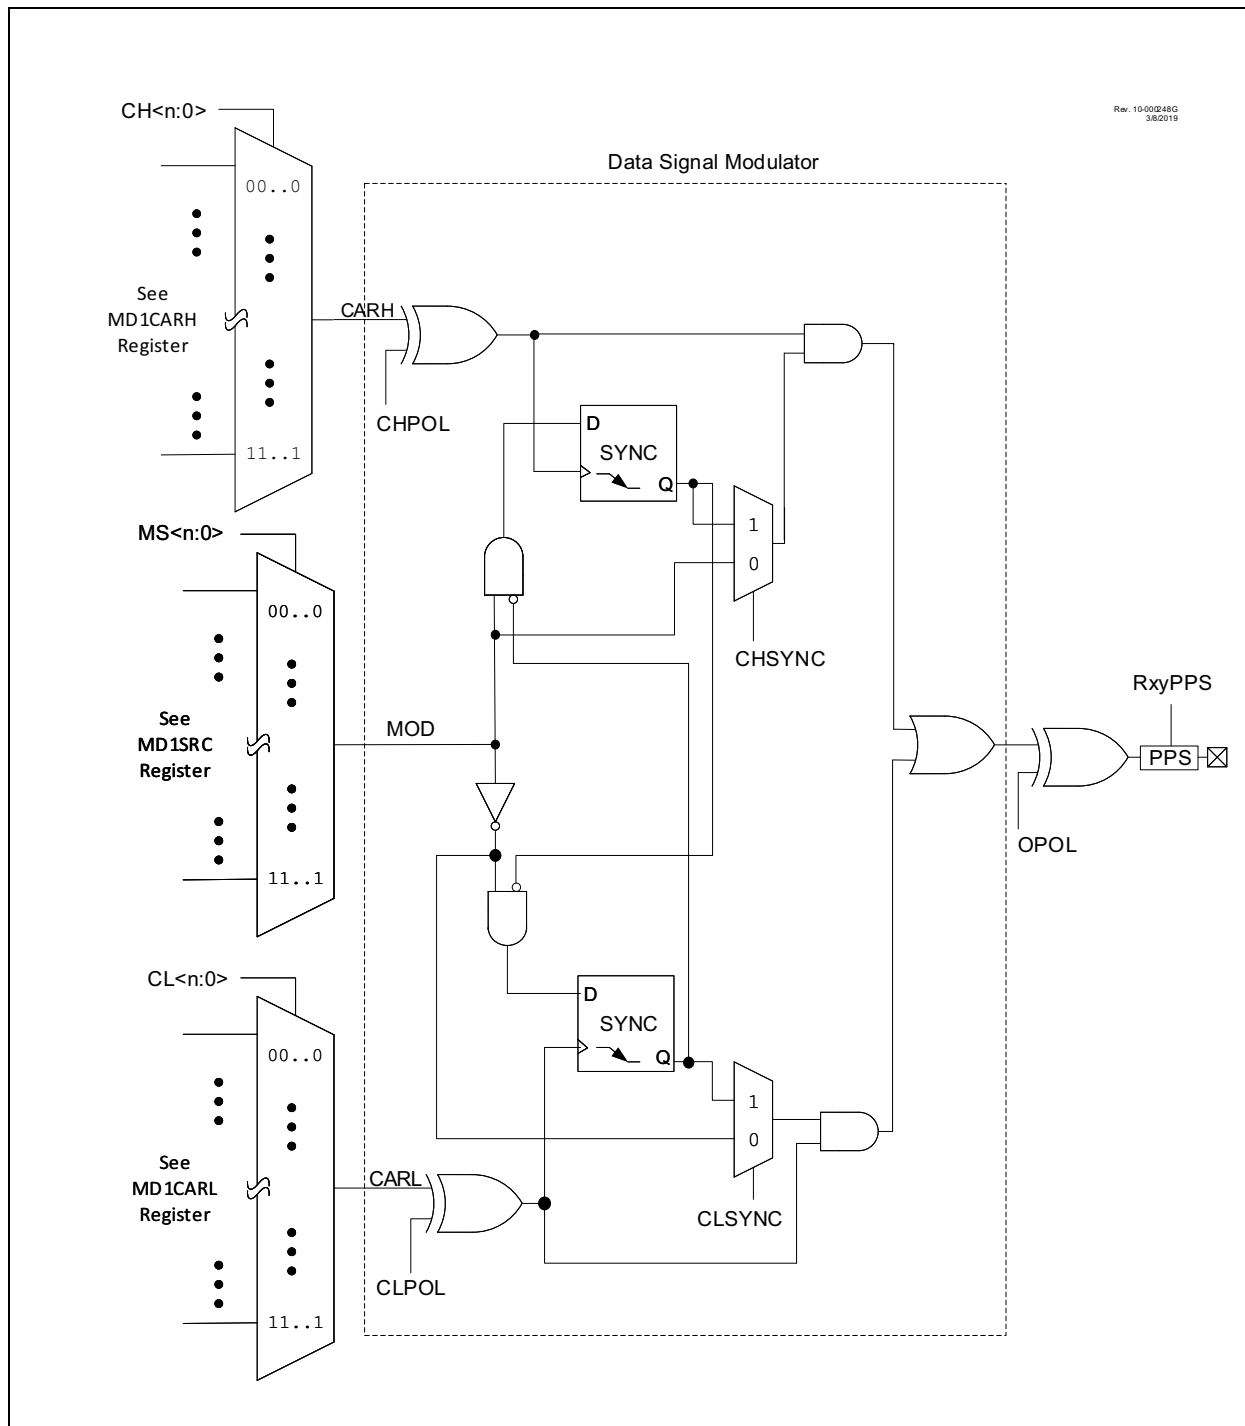 CH<n:0>
Rev. 10-000248G
3/8/2019
Data Signal Modulator
00..0
See
MD1CARH
Register
CARH
CHPOL
D
SYNC
Q
11..1
1
0
CHSYNC
MS<n:0>
00..0
See
MD1SRC
Register
MOD
11..1
RxyPPS
PPS
OPOL
CL<n:0>
D
SYNC
Q
00..0
1
0
CLSYNC
See
MD1CARL
Register
CARL
CLPOL
11..1